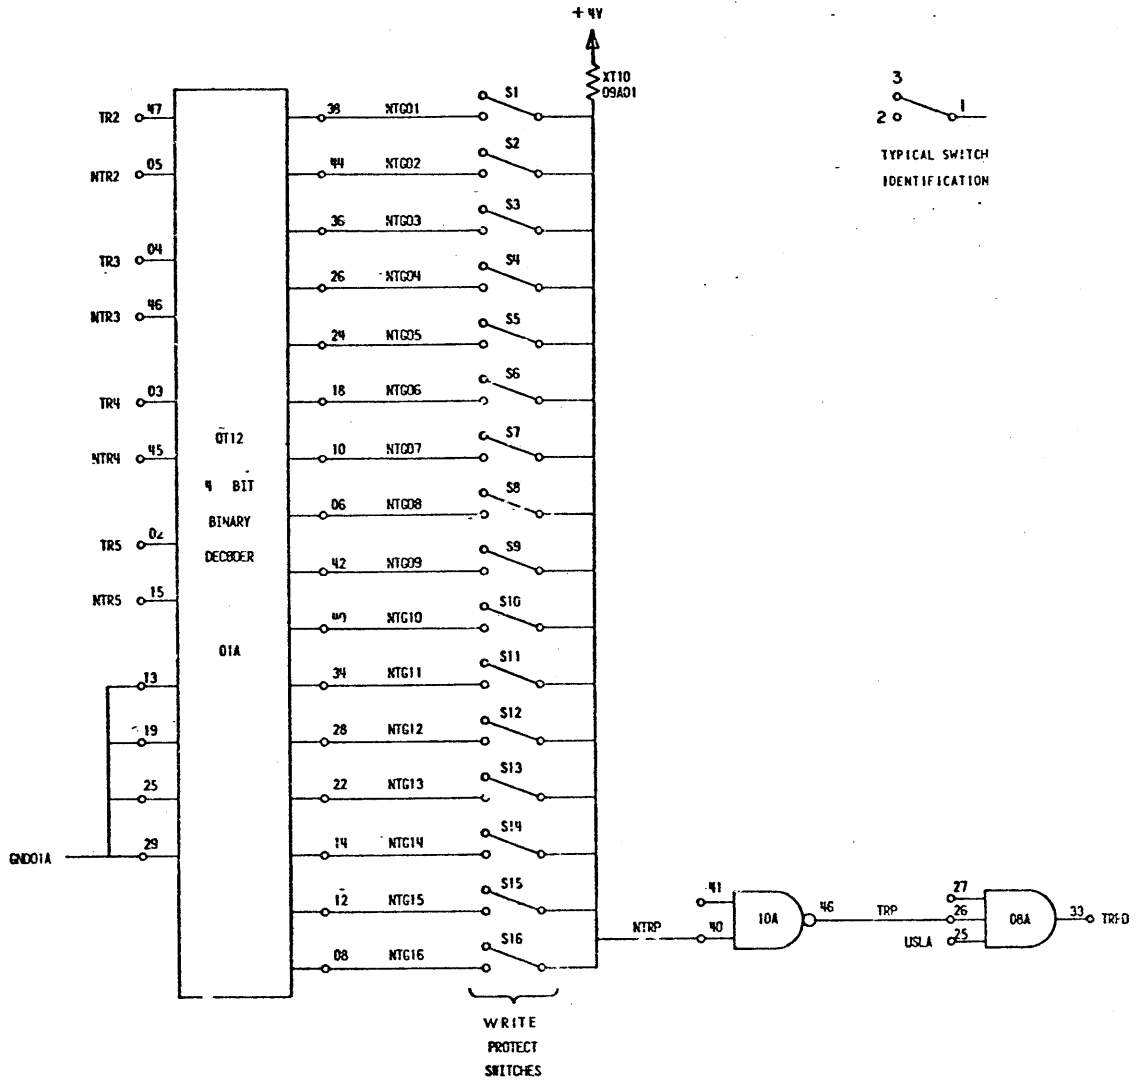 + 4V
XT10
09A01
3
2
1
TYPICAL SWITCH
IDENTIFICATION
TR2 47
NTR2 05
TR3 04
NTR3 46
TR4 03
NTR4 45
TR5 02
NTR5 15
13
19
25
GND01A 29
QT12
4 BIT
BINARY
DECODER
01A
38 NTG01 S1
44 NTG02 S2
36 NTG03 S3
26 NTG04 S4
24 NTG05 S5
18 NTG06 S6
10 NTG07 S7
06 NTG08 S8
42 NTG09 S9
40 NTG10 S10
34 NTG11 S11
28 NTG12 S12
22 NTG13 S13
14 NTG14 S14
12 NTG15 S15
08 NTG16 S16
WRITE
PROTECT
SWITCHES
NTRP
41
40
10A
46
TRP
27
26
USLA 25
08A
33